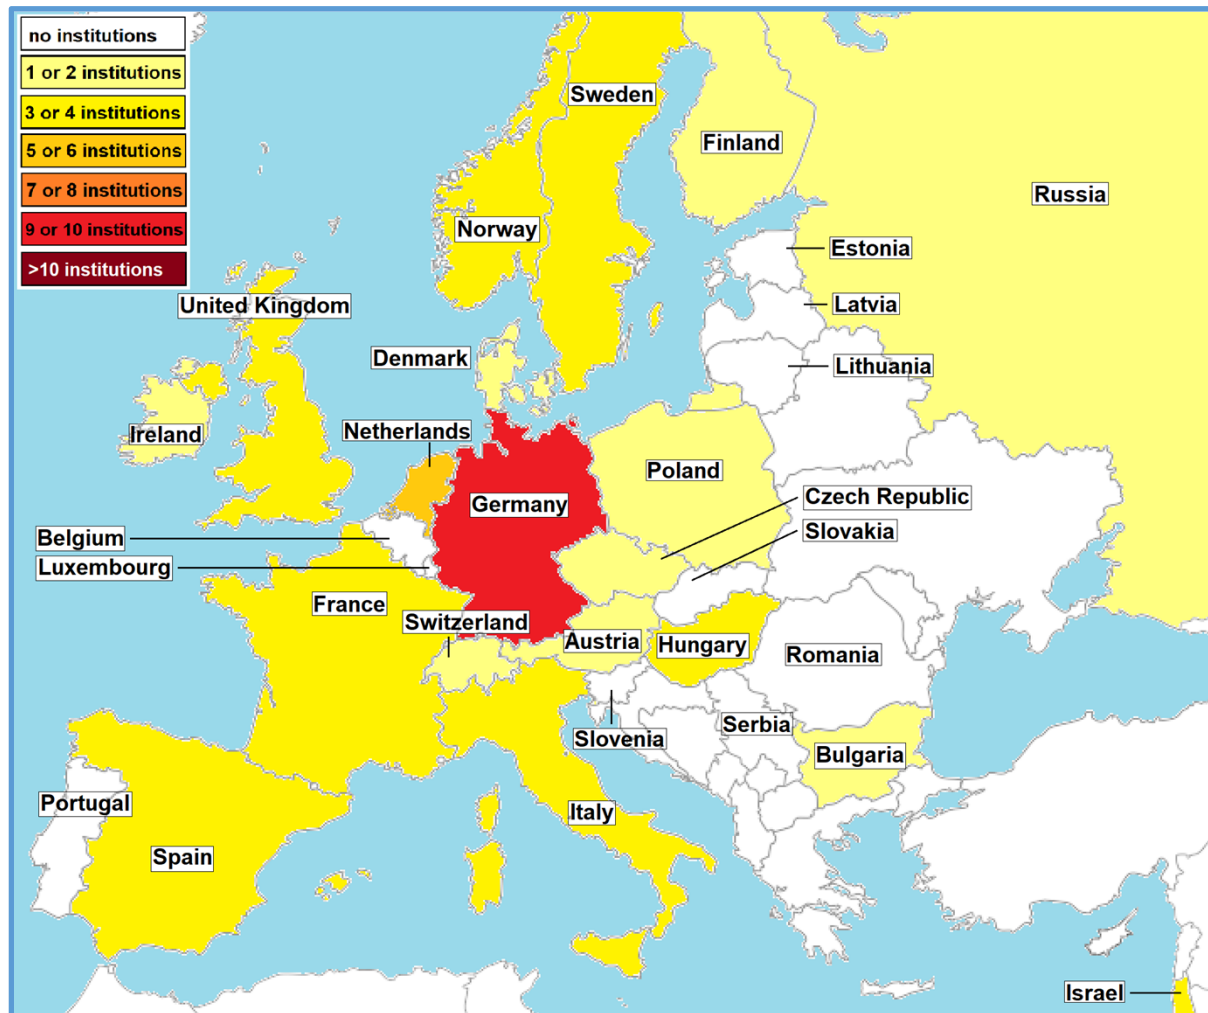 no institutions
1 or 2 institutions
3 or 4 institutions
5 or 6 institutions
7 or 8 institutions
9 or 10 institutions
>10 institutions
Sweden
Finland
Russia
Norway
Estonia
United Kingdom
Latvia
Denmark
Lithuania
Ireland
Netherlands
Poland
Germany
Czech Republic
Slovakia
Belgium
Luxembourg
France
Switzerland
Austria
Hungary
Romania
Serbia
Slovenia
Bulgaria
Portugal
Italy
Spain
Israel